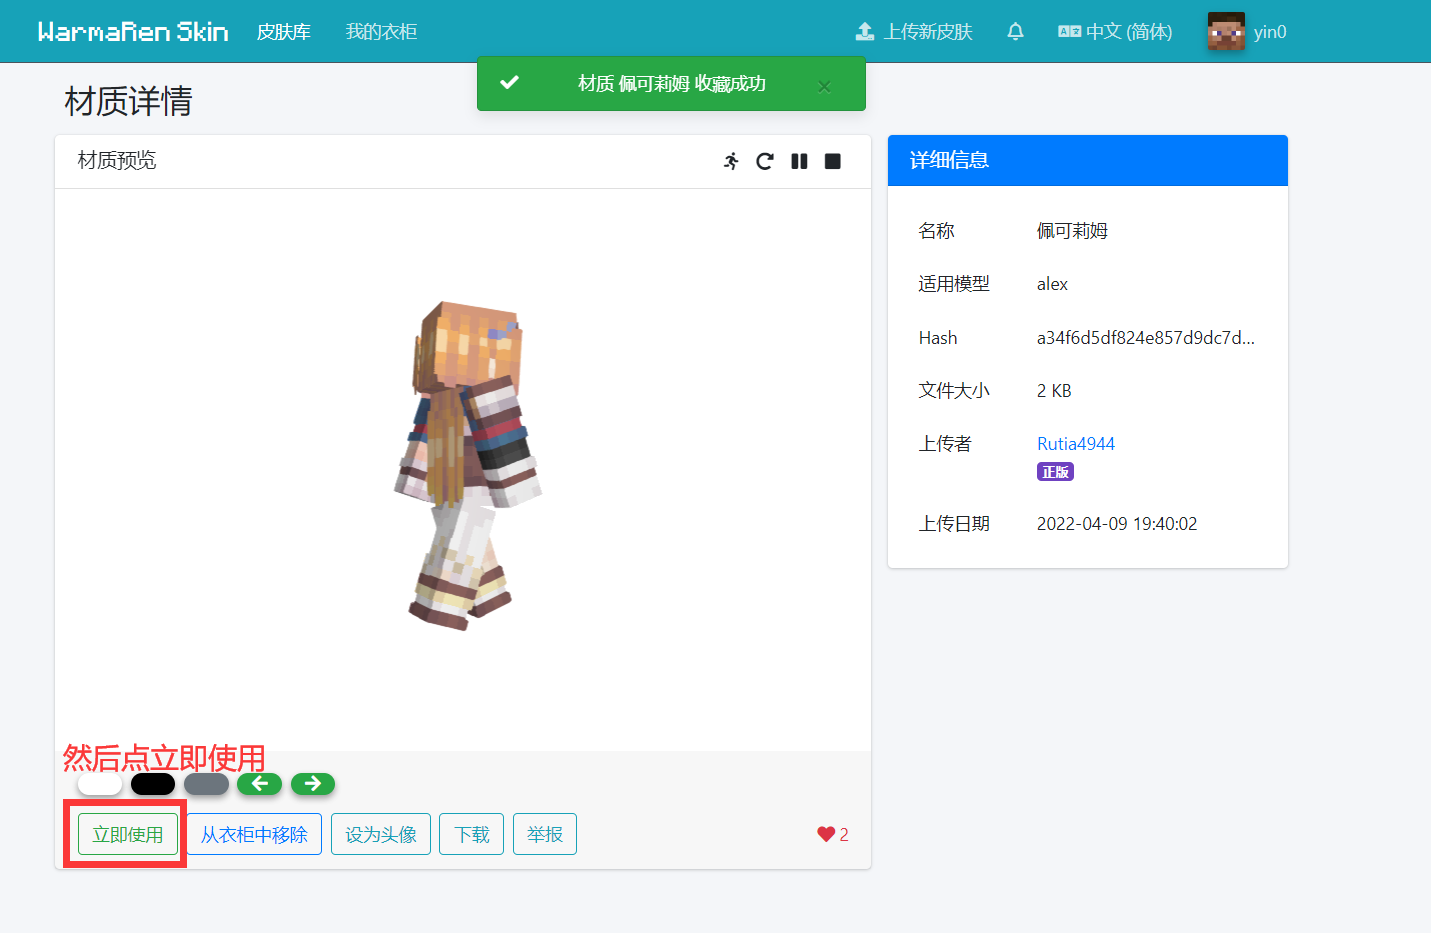 WarmaRen Skin 皮肤库 我的衣柜 上传新皮肤 中文 (简体) yin0
材质 佩可莉姆 收藏成功 ×
材质详情
材质预览
详细信息
名称 佩可莉姆
适用模型 alex
Hash a34f6d5df824e857d9dc7d...
文件大小 2 KB
上传者 Rutia4944
正版
上传日期 2022-04-09 19:40:02
然后点立即使用
立即使用 从衣柜中移除 设为头像 下载 举报 2